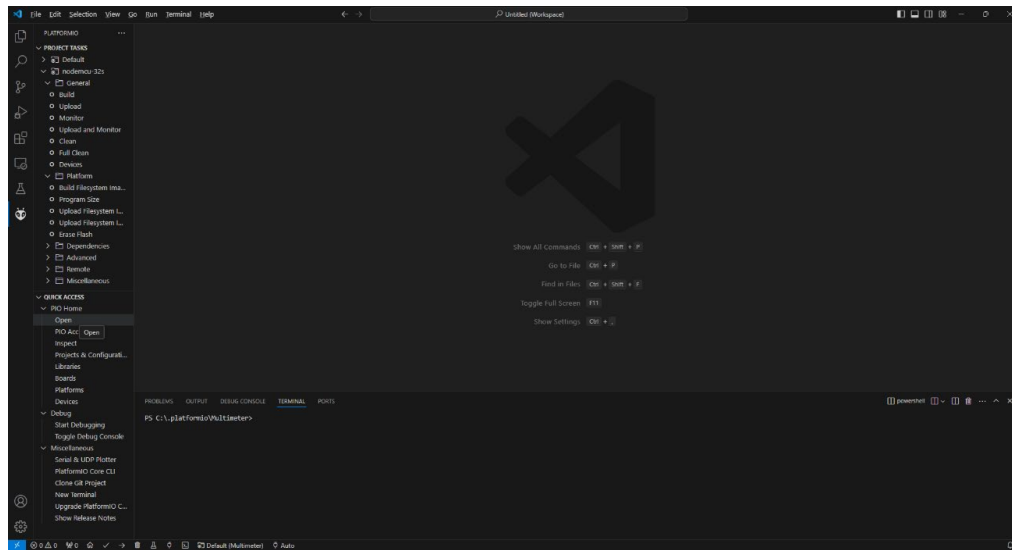 File Edit Selection View Go Run Terminal Help
Untitled (Workspace)
PLATFORMIO
PROJECT TASKS
Default
nodemcu-32s
General
Build
Upload
Monitor
Upload and Monitor
Clean
Full Clean
Devices
Platform
Build Filesystem Ima...
Program Size
Upload Filesystem I...
Upload Filesystem I...
Erase Flash
Dependencies
Advanced
Remote
Miscellaneous
QUICK ACCESS
PIO Home
Open
PIO Acc Open
Inspect
Projects & Configurati...
Libraries
Boards
Platforms
Devices
Debug
Start Debugging
Toggle Debug Console
Miscellaneous
Serial & UDP Plotter
PlatformIO Core CLI
Clone Git Project
New Terminal
Upgrade PlatformIO C...
Show Release Notes
Show All Commands Ctrl + Shift + P
Go to File Ctrl + P
Find in Files Ctrl + Shift + F
Toggle Full Screen F11
Show Settings Ctrl + ,
PROBLEMS OUTPUT DEBUG CONSOLE TERMINAL PORTS
powershell
PS C:\.platformio\Multimeter>
0 0 0 Default (Multimeter) Auto